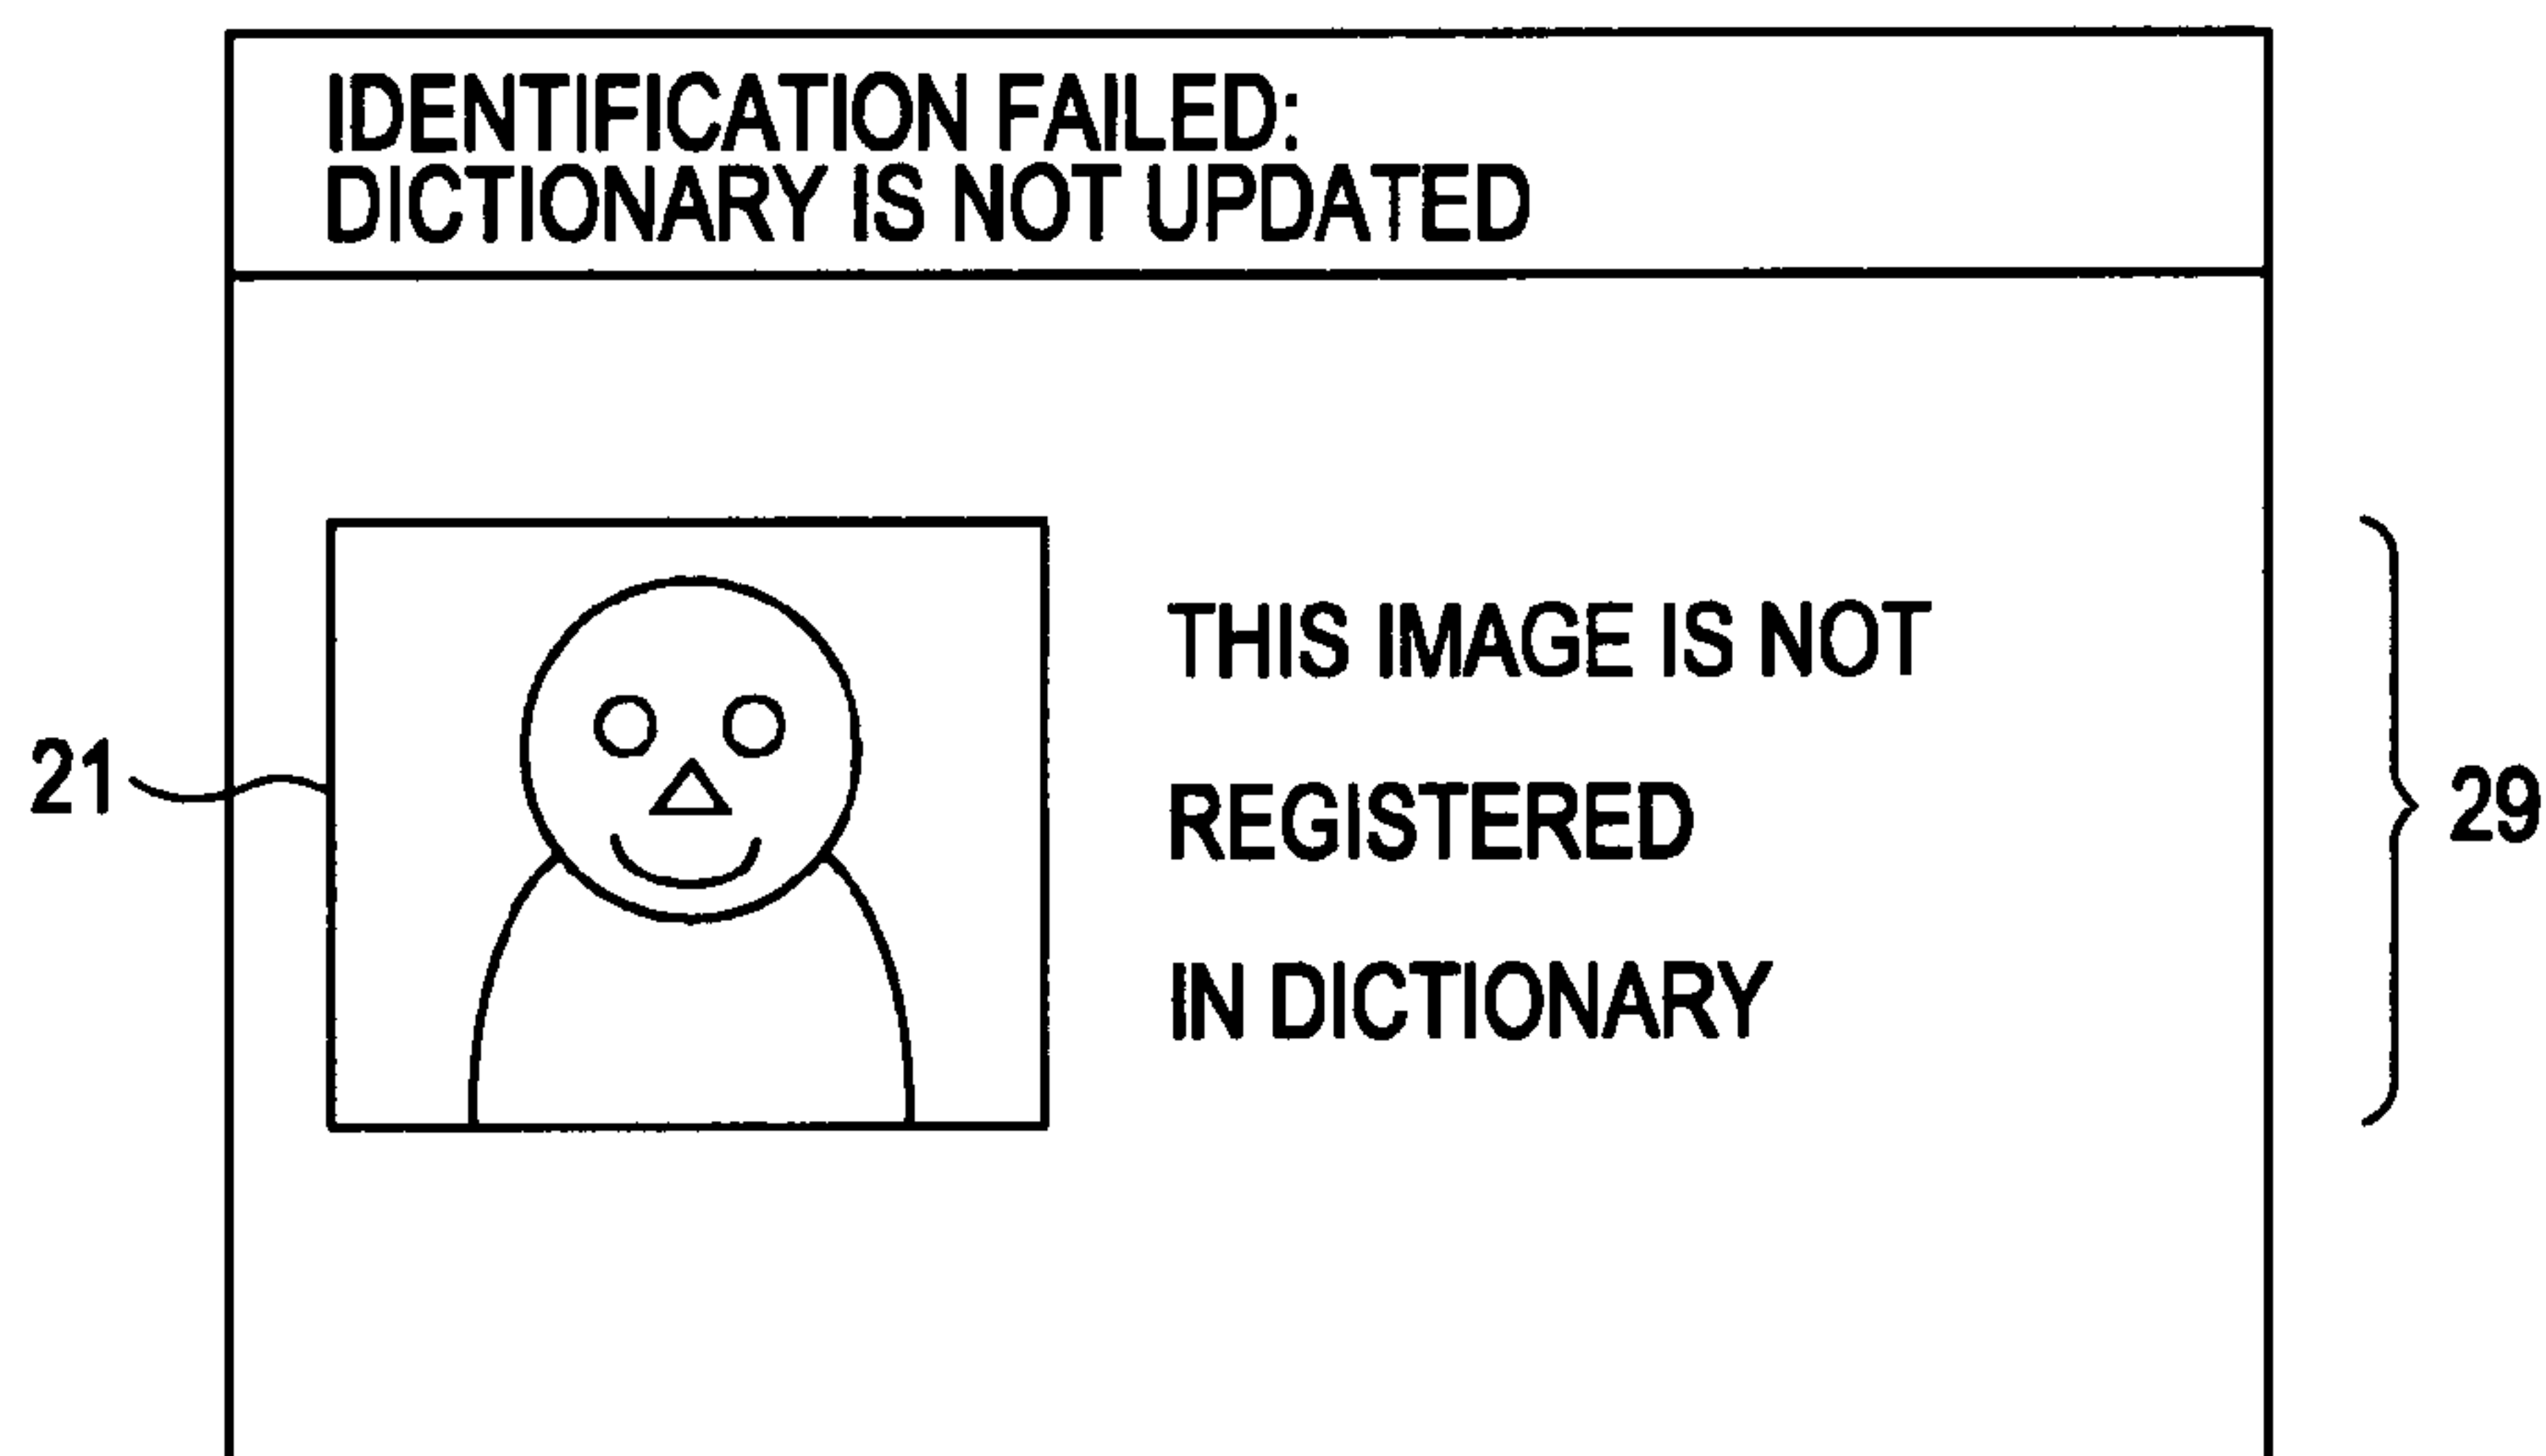 IDENTIFICATION FAILED:
DICTIONARY IS NOT UPDATED
THIS IMAGE IS NOT
21
REGISTERED
29
IN DICTIONARY